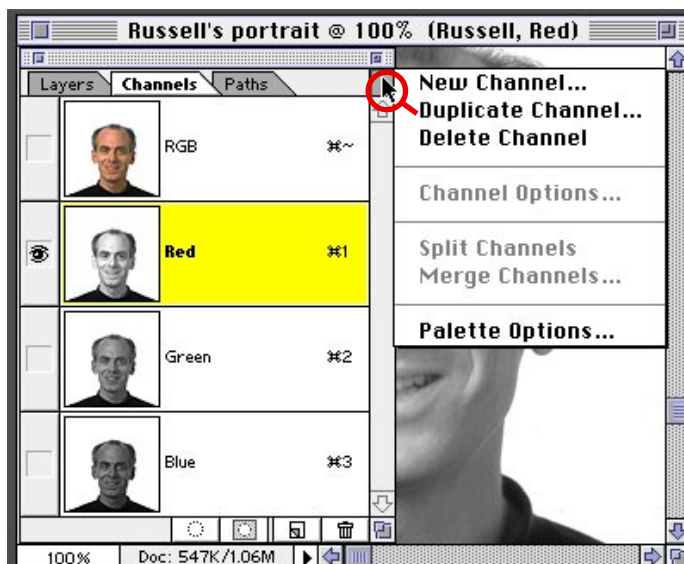 Russell's portrait @ 100% (Russell, Red)
Layers Channels Paths
New Channel...
Duplicate Channel...
Delete Channel
Channel Options...
Split Channels
Merge Channels...
Palette Options...
RGB ⌘~
Red ⌘1
Green ⌘2
Blue ⌘3
100% Doc: 547K/1.06M